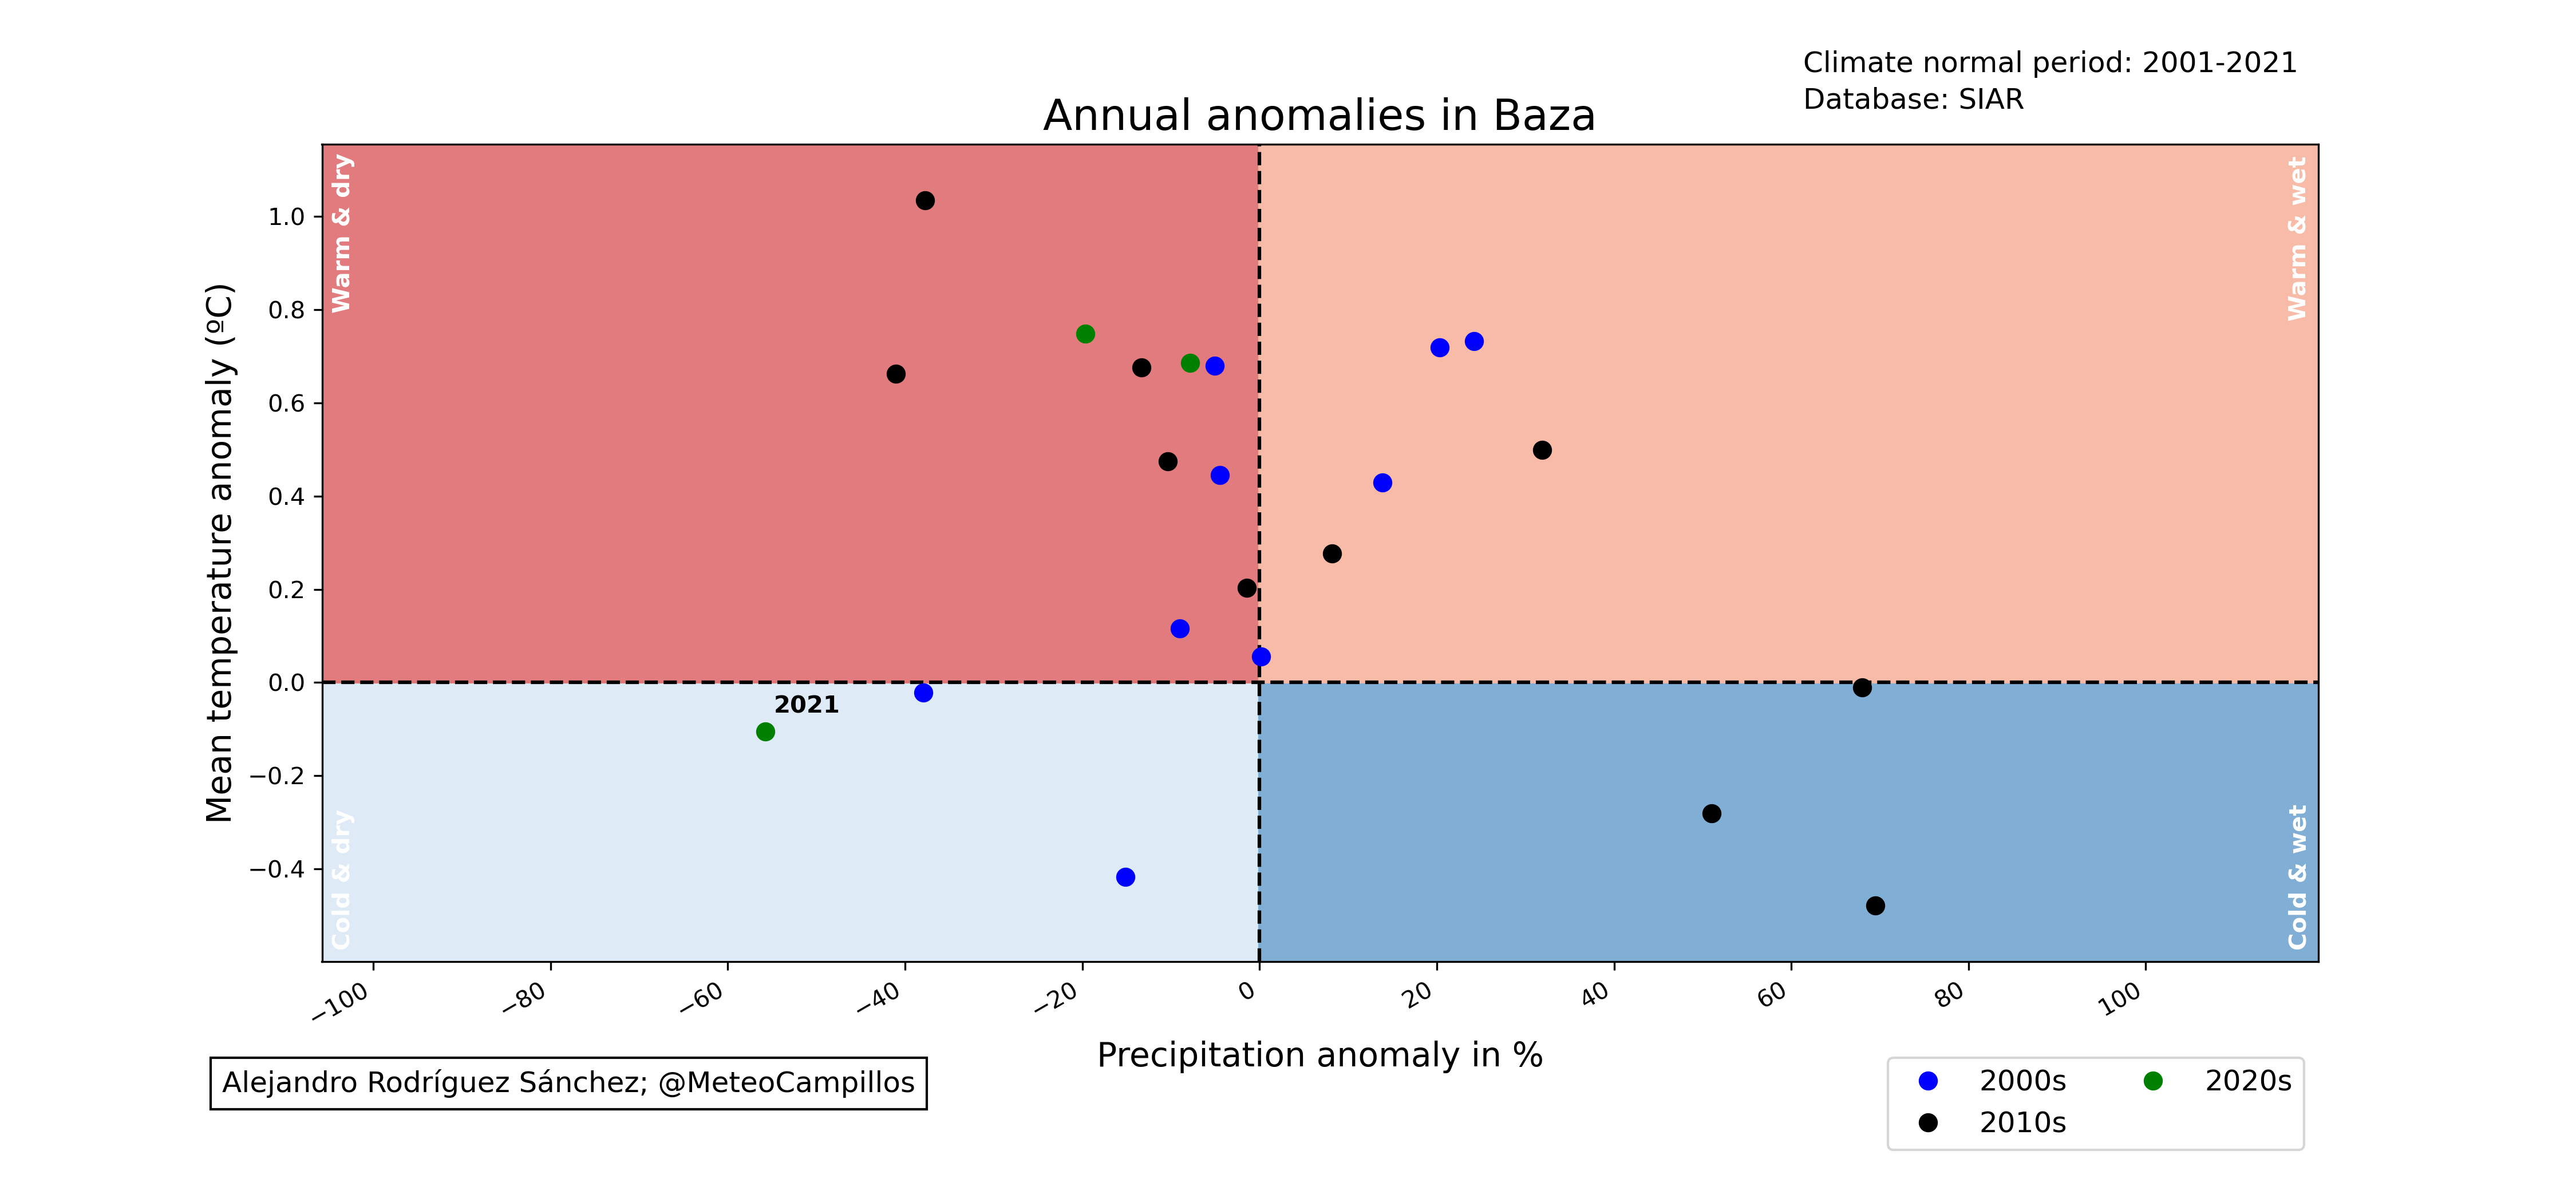 Climate normal period: 2001-2021
Database: SIAR
Annual anomalies in Baza
Warm & dry
Warm & wet
Mean temperature anomaly (ºC)
1.0
0.8
0.6
0.4
0.2
0.0
−0.2
−0.4
2021
Cold & dry
Cold & wet
−100
−80
−60
−40
−20
0
20
40
60
80
100
Precipitation anomaly in %
Alejandro Rodríguez Sánchez; @MeteoCampillos
2000s
2010s
2020s